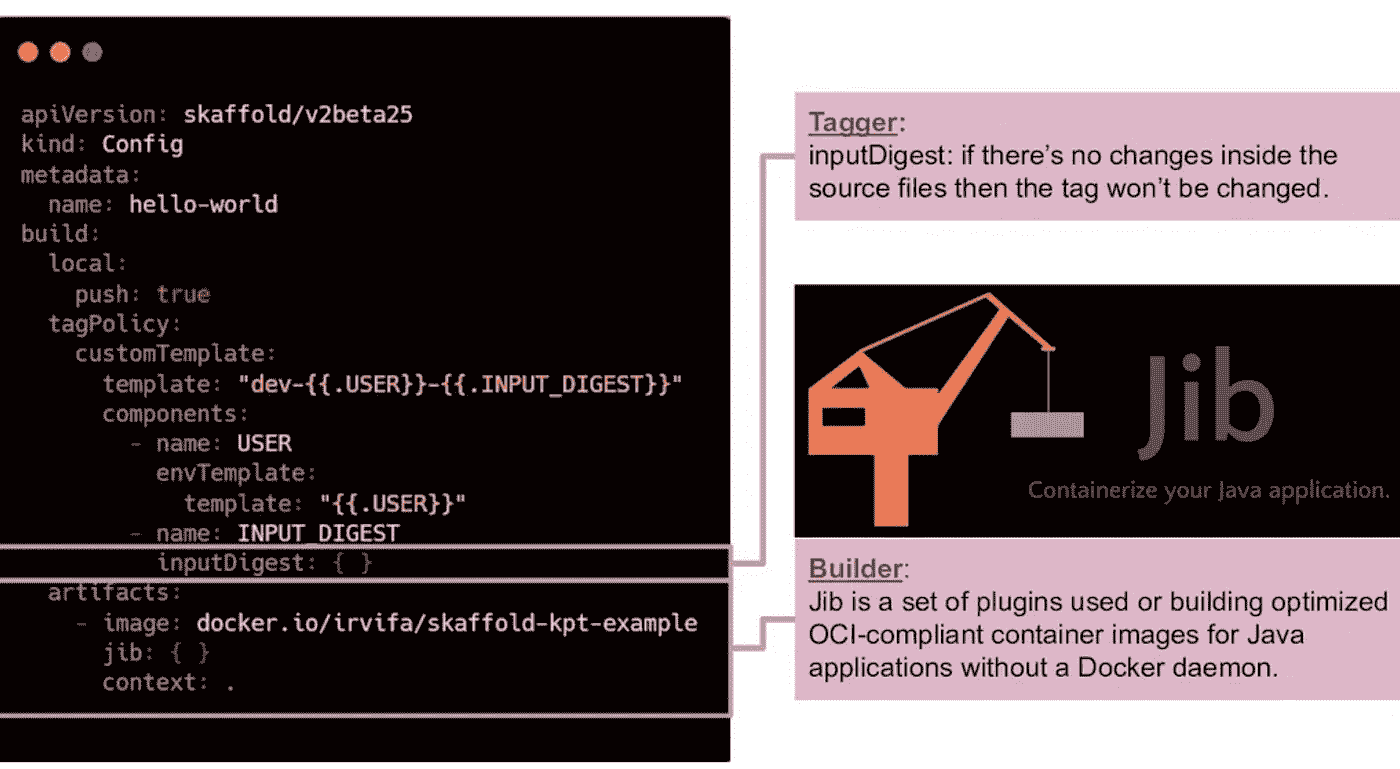 apiVersion: skaffold/v2beta25
kind: Config
metadata:
  name: hello-world
build:
  local:
    push: true
  tagPolicy:
    customTemplate:
      template: "dev-{{.USER}}-{{.INPUT_DIGEST}}"
      components:
        - name: USER
          envTemplate:
            template: "{{.USER}}"
        - name: INPUT_DIGEST
          inputDigest: { }
  artifacts:
    - image: docker.io/irvifa/skaffold-kpt-example
      jib: { }
      context: .
Tagger:
inputDigest: if there’s no changes inside the
source files then the tag won’t be changed.
Jib
Containerize your Java application.
Builder:
Jib is a set of plugins used or building optimized
OCI-compliant container images for Java
applications without a Docker daemon.